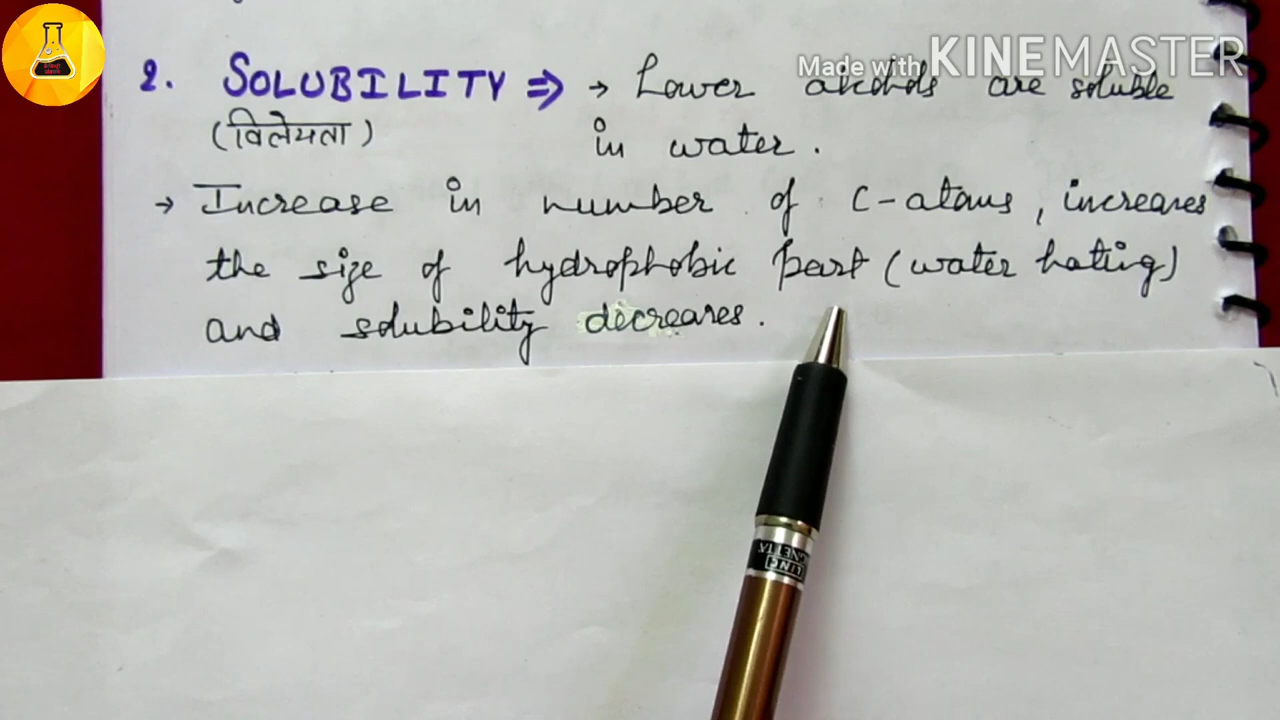 Made with KINEMASTER
2. SOLUBILITY ⇒ → Lower alcohols are soluble
(विलेयता) in water.
→ Increase in number of C-atoms, increases
the size of hydrophobic part (water hating)
and solubility decreases.
LINC